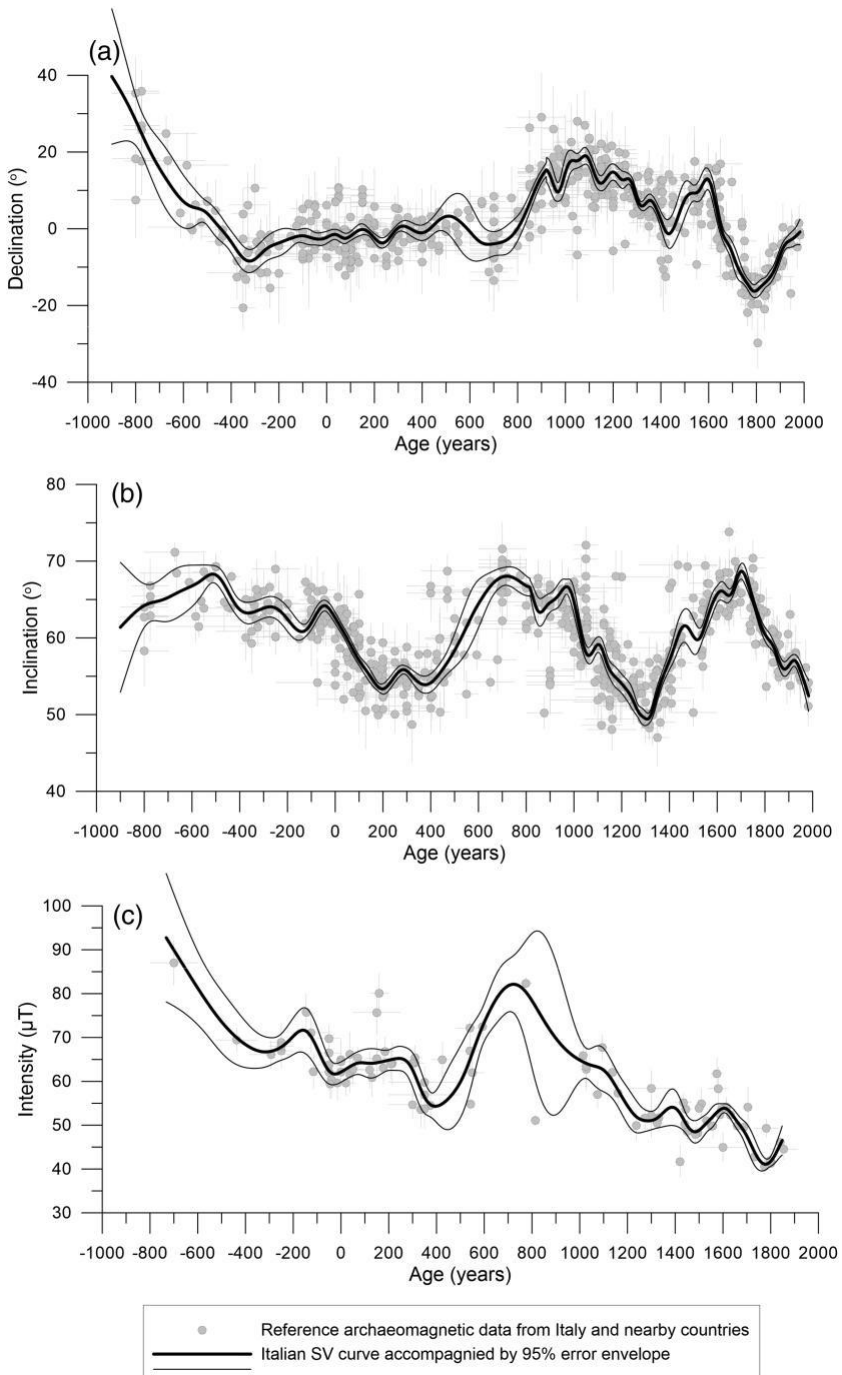 (a)
40
20
0
-20
-40
Declination (°)
-1000 -800 -600 -400 -200 0 200 400 600 800 1000 1200 1400 1600 1800 2000
Age (years)
(b)
80
70
60
50
40
Inclination (°)
-1000 -800 -600 -400 -200 0 200 400 600 800 1000 1200 1400 1600 1800 2000
Age (years)
(c)
100
90
80
70
60
50
40
30
Intensity (µT)
-1000 -800 -600 -400 -200 0 200 400 600 800 1000 1200 1400 1600 1800 2000
Age (years)
Reference archaeomagnetic data from Italy and nearby countries
Italian SV curve accompagnied by 95% error envelope